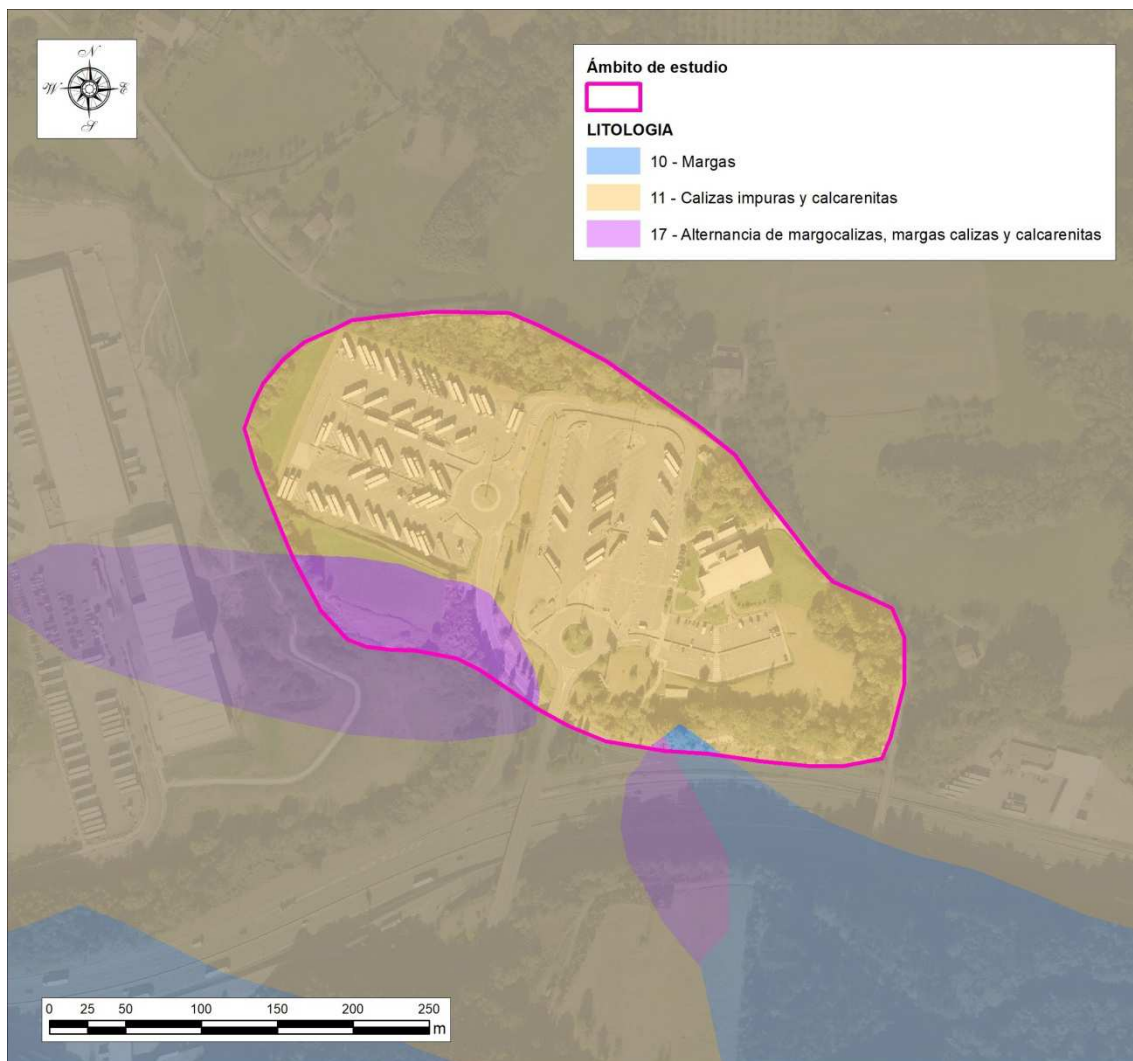 N
W
E
S
Ámbito de estudio
LITOLOGIA
10 - Margas
11 - Calizas impuras y calcarenitas
17 - Alternancia de margocalizas, margas calizas y calcarenitas
0 25 50 100 150 200 250
m